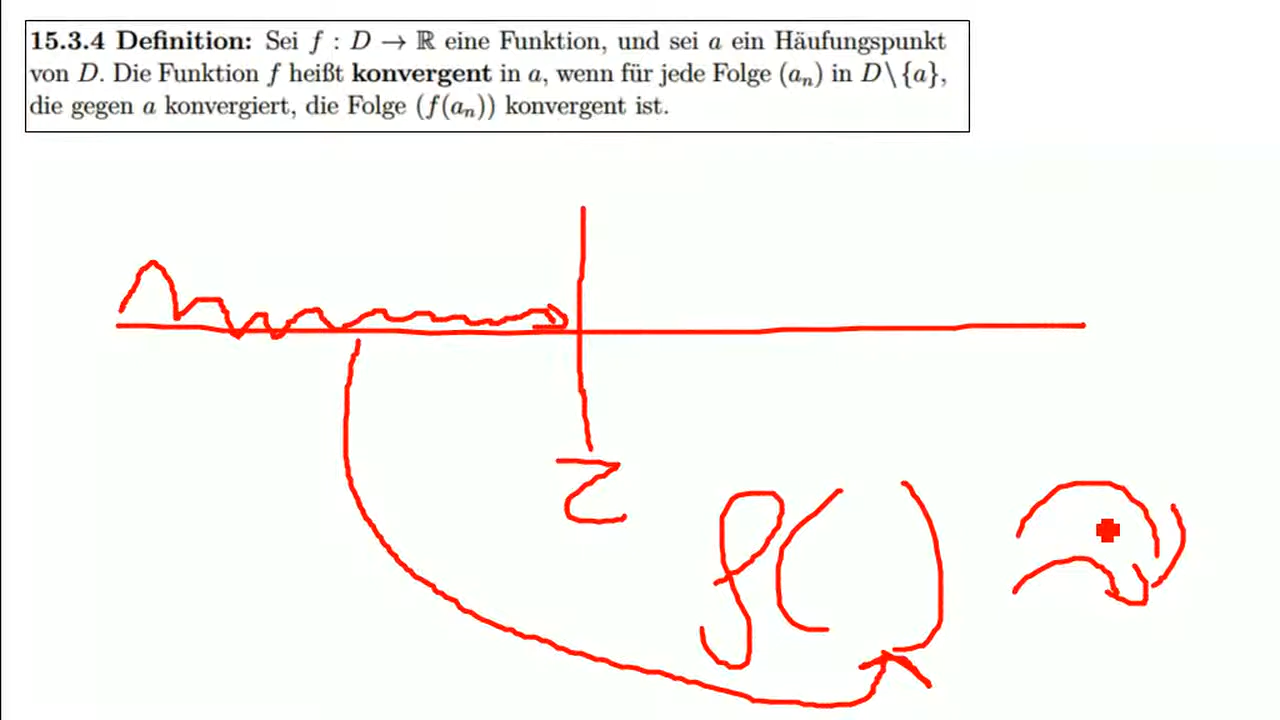 15.3.4 Definition: Sei f : D → ℝ eine Funktion, und sei a ein Häufungspunkt
von D. Die Funktion f heißt konvergent in a, wenn für jede Folge (aₙ) in D\{a},
die gegen a konvergiert, die Folge (f(aₙ)) konvergent ist.
z
f( )